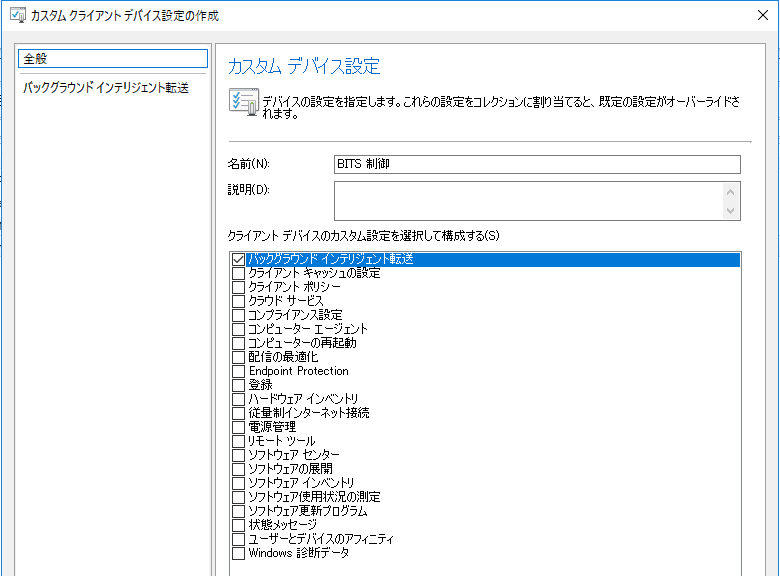 カスタム クライアント デバイス設定の作成
全般
バックグラウンド インテリジェント転送
カスタム デバイス設定
デバイスの設定を指定します。これらの設定をコレクションに割り当てると、既定の設定がオーバーライドさ
れます。
名前(N):
BITS 制御
説明(D):
クライアント デバイスのカスタム設定を選択して構成する(S)
バックグラウンド インテリジェント転送
クライアント キャッシュの設定
クライアント ポリシー
クラウド サービス
コンプライアンス設定
コンピューター エージェント
コンピューターの再起動
配信の最適化
Endpoint Protection
登録
ハードウェア インベントリ
従量制インターネット接続
電源管理
リモート ツール
ソフトウェア センター
ソフトウェアの展開
ソフトウェア インベントリ
ソフトウェア使用状況の測定
ソフトウェア更新プログラム
状態メッセージ
ユーザーとデバイスのアフィニティ
Windows 診断データ